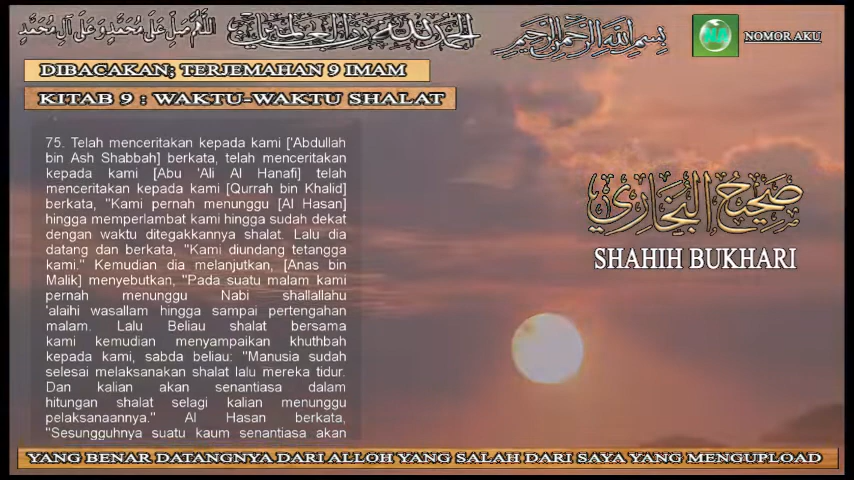 اللهم صل على محمد وعلى آل محمد
الحمد لله رب العالمين
بسم الله الرحمن الرحيم
NOMOR AKU
DIBACAKAN; TERJEMAHAN 9 IMAM
KITAB 9 : WAKTU-WAKTU SHALAT
75. Telah menceritakan kepada kami ['Abdullah
bin Ash Shabbah] berkata, telah menceritakan
kepada kami [Abu 'Ali Al Hanafi] telah
menceritakan kepada kami [Qurrah bin Khalid]
berkata, "Kami pernah menunggu [Al Hasan]
hingga memperlambat kami hingga sudah dekat
dengan waktu ditegakkannya shalat. Lalu dia
datang dan berkata, "Kami diundang tetangga
kami." Kemudian dia melanjutkan, [Anas bin
Malik] menyebutkan, "Pada suatu malam kami
pernah menunggu Nabi shallallahu
'alaihi wasallam hingga sampai pertengahan
malam. Lalu Beliau shalat bersama
kami kemudian menyampaikan khuthbah
kepada kami, sabda beliau: "Manusia sudah
selesai melaksanakan shalat lalu mereka tidur.
Dan kalian akan senantiasa dalam
hitungan shalat selagi kalian menunggu
pelaksanaannya." Al Hasan berkata,
"Sesungguhnya suatu kaum senantiasa akan
صحيح البخاري
SHAHIH BUKHARI
YANG BENAR DATANGNYA DARI ALLOH YANG SALAH DARI SAYA YANG MENGUPLOAD